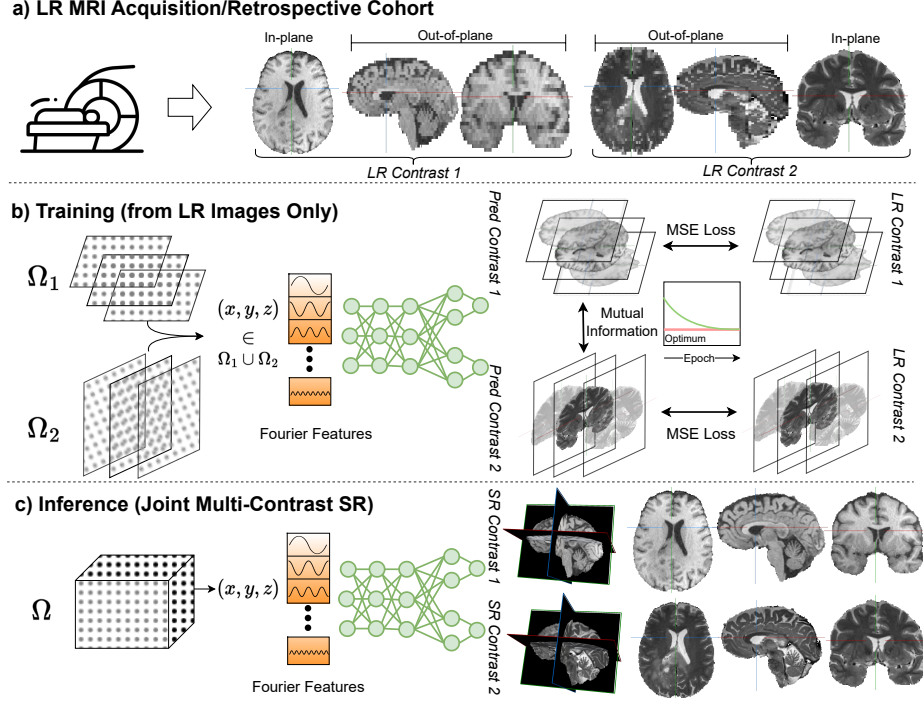 a) LR MRI Acquisition/Retrospective Cohort
In-plane
Out-of-plane
Out-of-plane
In-plane
LR Contrast 1
LR Contrast 2
b) Training (from LR Images Only)
Ω1
(x, y, z)
∈
Ω1 ∪ Ω2
Ω2
Fourier Features
Pred Contrast 1
Pred Contrast 2
MSE Loss
LR Contrast 1
Mutual
Information
Optimum
Epoch
MSE Loss
LR Contrast 2
c) Inference (Joint Multi-Contrast SR)
Ω
(x, y, z)
Fourier Features
SR Contrast 1
SR Contrast 2